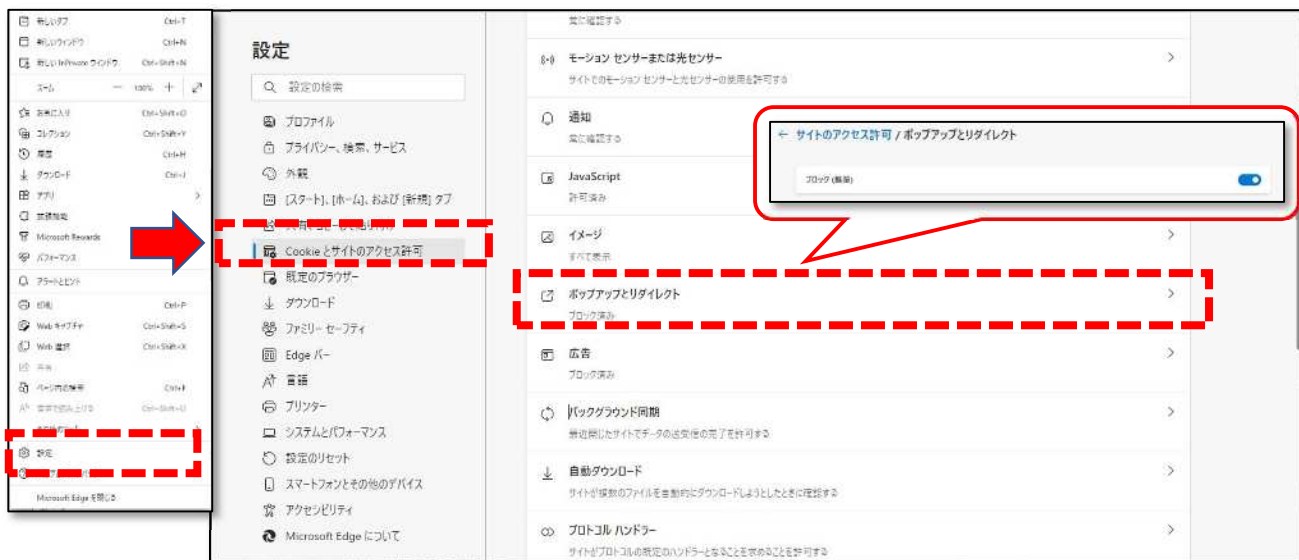 新しいタブ Ctrl+T
新しいウィンドウ Ctrl+N
新しい InPrivate ウィンドウ Ctrl+Shift+N
ズーム 100%
お気に入り Ctrl+Shift+O
コレクション Ctrl+Shift+Y
履歴 Ctrl+H
ダウンロード Ctrl+J
アプリ
拡張機能
Microsoft Rewards
パフォーマンス
アラートとヒント
印刷 Ctrl+P
Web キャプチャ Ctrl+Shift+S
Web 選択 Ctrl+Shift+X
共有
ページ内の検索 Ctrl+F
音声で読み上げる Ctrl+Shift+U
設定
Microsoft Edge を閉じる
設定
設定の検索
プロファイル
プライバシー、検索、サービス
外観
[スタート]、[ホーム]、および [新規] タブ
Cookie とサイトのアクセス許可
既定のブラウザー
ダウンロード
ファミリー セーフティ
Edge バー
言語
プリンター
システムとパフォーマンス
設定のリセット
スマートフォンとその他のデバイス
アクセシビリティ
Microsoft Edge について
常に確認する
モーション センサーまたは光センサー
サイトでのモーション センサーと光センサーの使用を許可する
通知
常に確認する
JavaScript
許可済み
イメージ
すべて表示
ポップアップとリダイレクト
ブロック済み
広告
ブロック済み
バックグラウンド同期
最近閉じたサイトでデータの送受信の完了を許可する
自動ダウンロード
サイトが複数のファイルを自動的にダウンロードしようとしたときに確認する
プロトコル ハンドラー
サイトがプロトコルの既定のハンドラーとなることを求めることを許可する
← サイトのアクセス許可 / ポップアップとリダイレクト
ブロック (推奨)